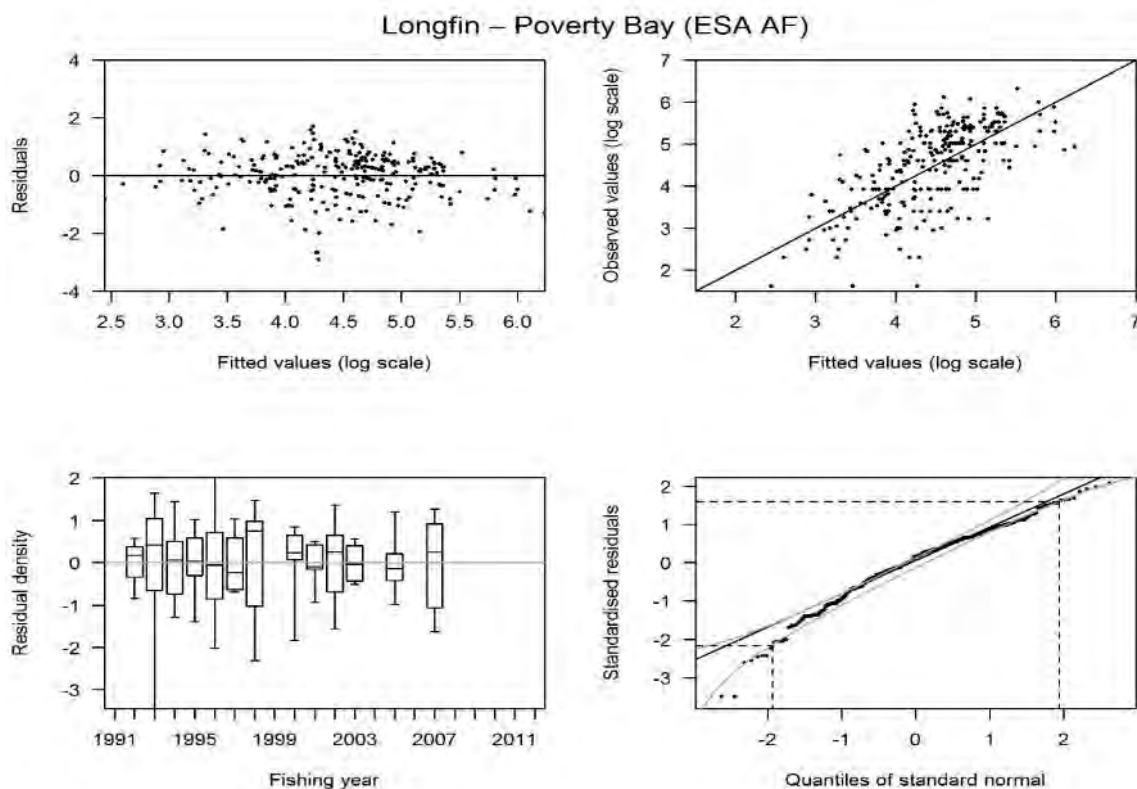 Longfin – Poverty Bay (ESA AF)
4
2
0
-2
-4
Residuals
2.5 3.0 3.5 4.0 4.5 5.0 5.5 6.0
Fitted values (log scale)
7
6
5
4
3
2
Observed values (log scale)
2 3 4 5 6 7
Fitted values (log scale)
2
1
0
-1
-2
-3
Residual density
1991 1995 1999 2003 2007 2011
Fishing year
2
1
0
-1
-2
-3
Standardised residuals
-2 -1 0 1 2
Quantiles of standard normal